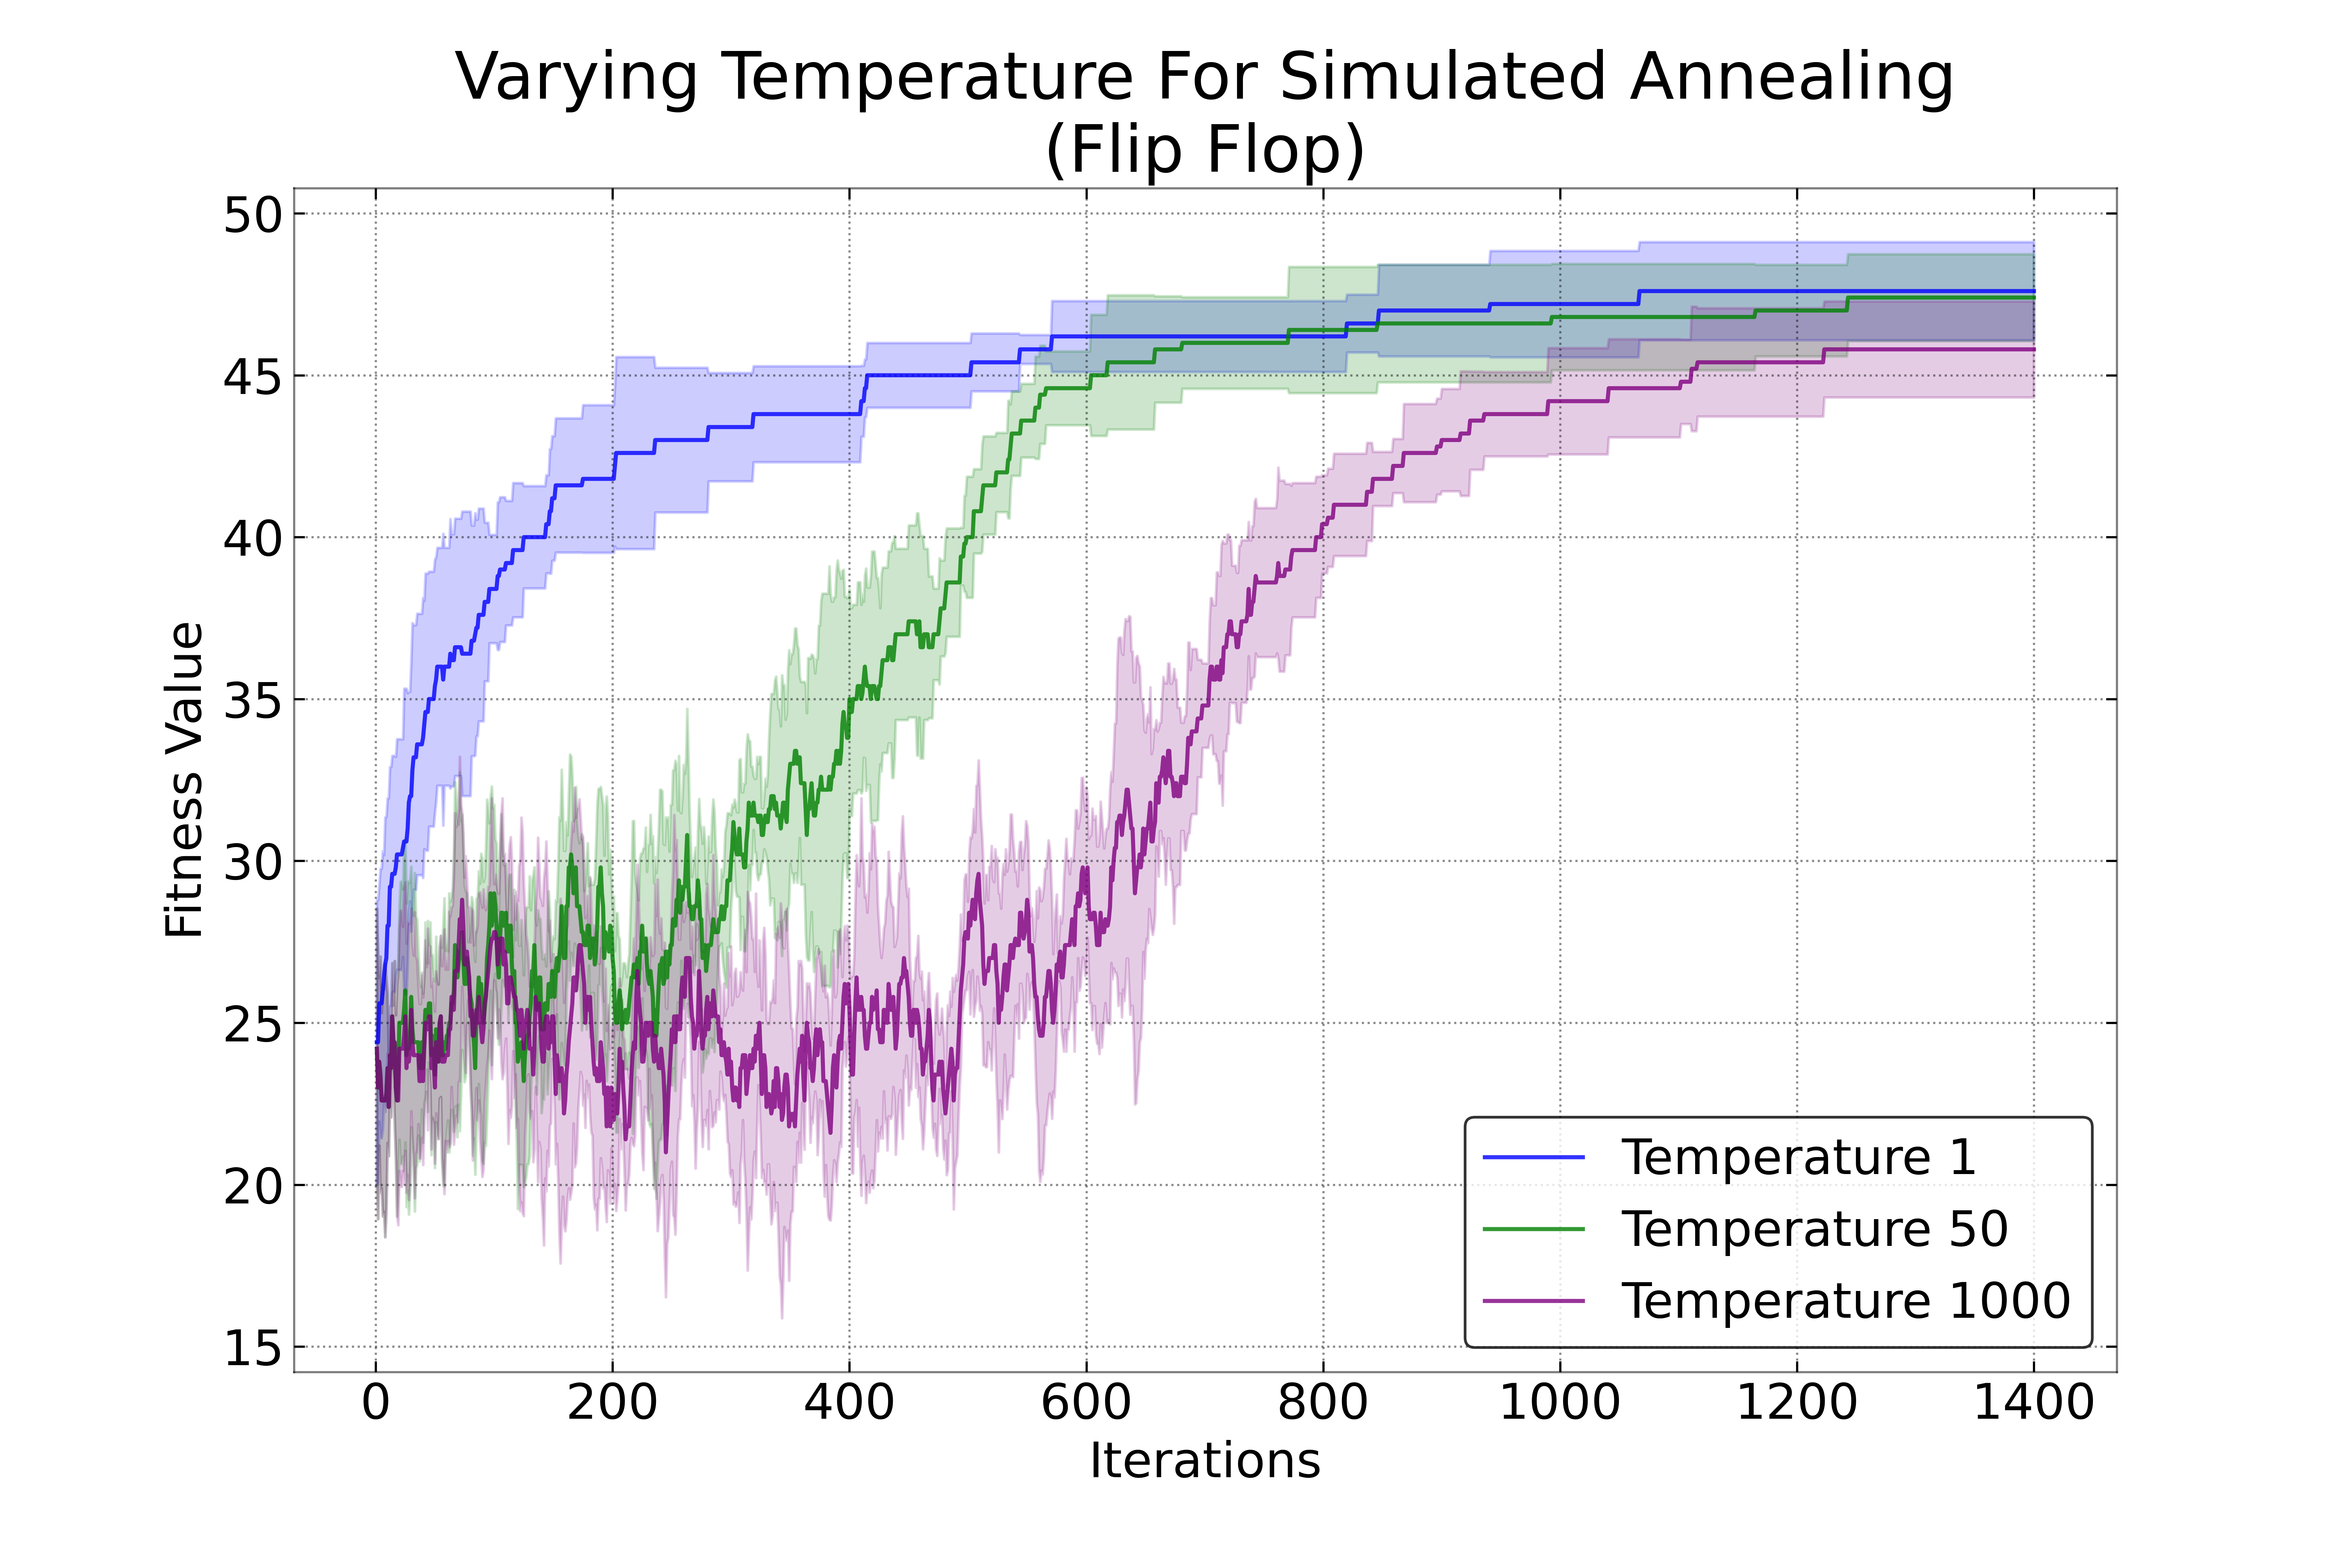 Varying Temperature For Simulated Annealing
(Flip Flop)
50
45
40
35
30
25
20
15
Fitness Value
0 200 400 600 800 1000 1200 1400
Iterations
Temperature 1
Temperature 50
Temperature 1000